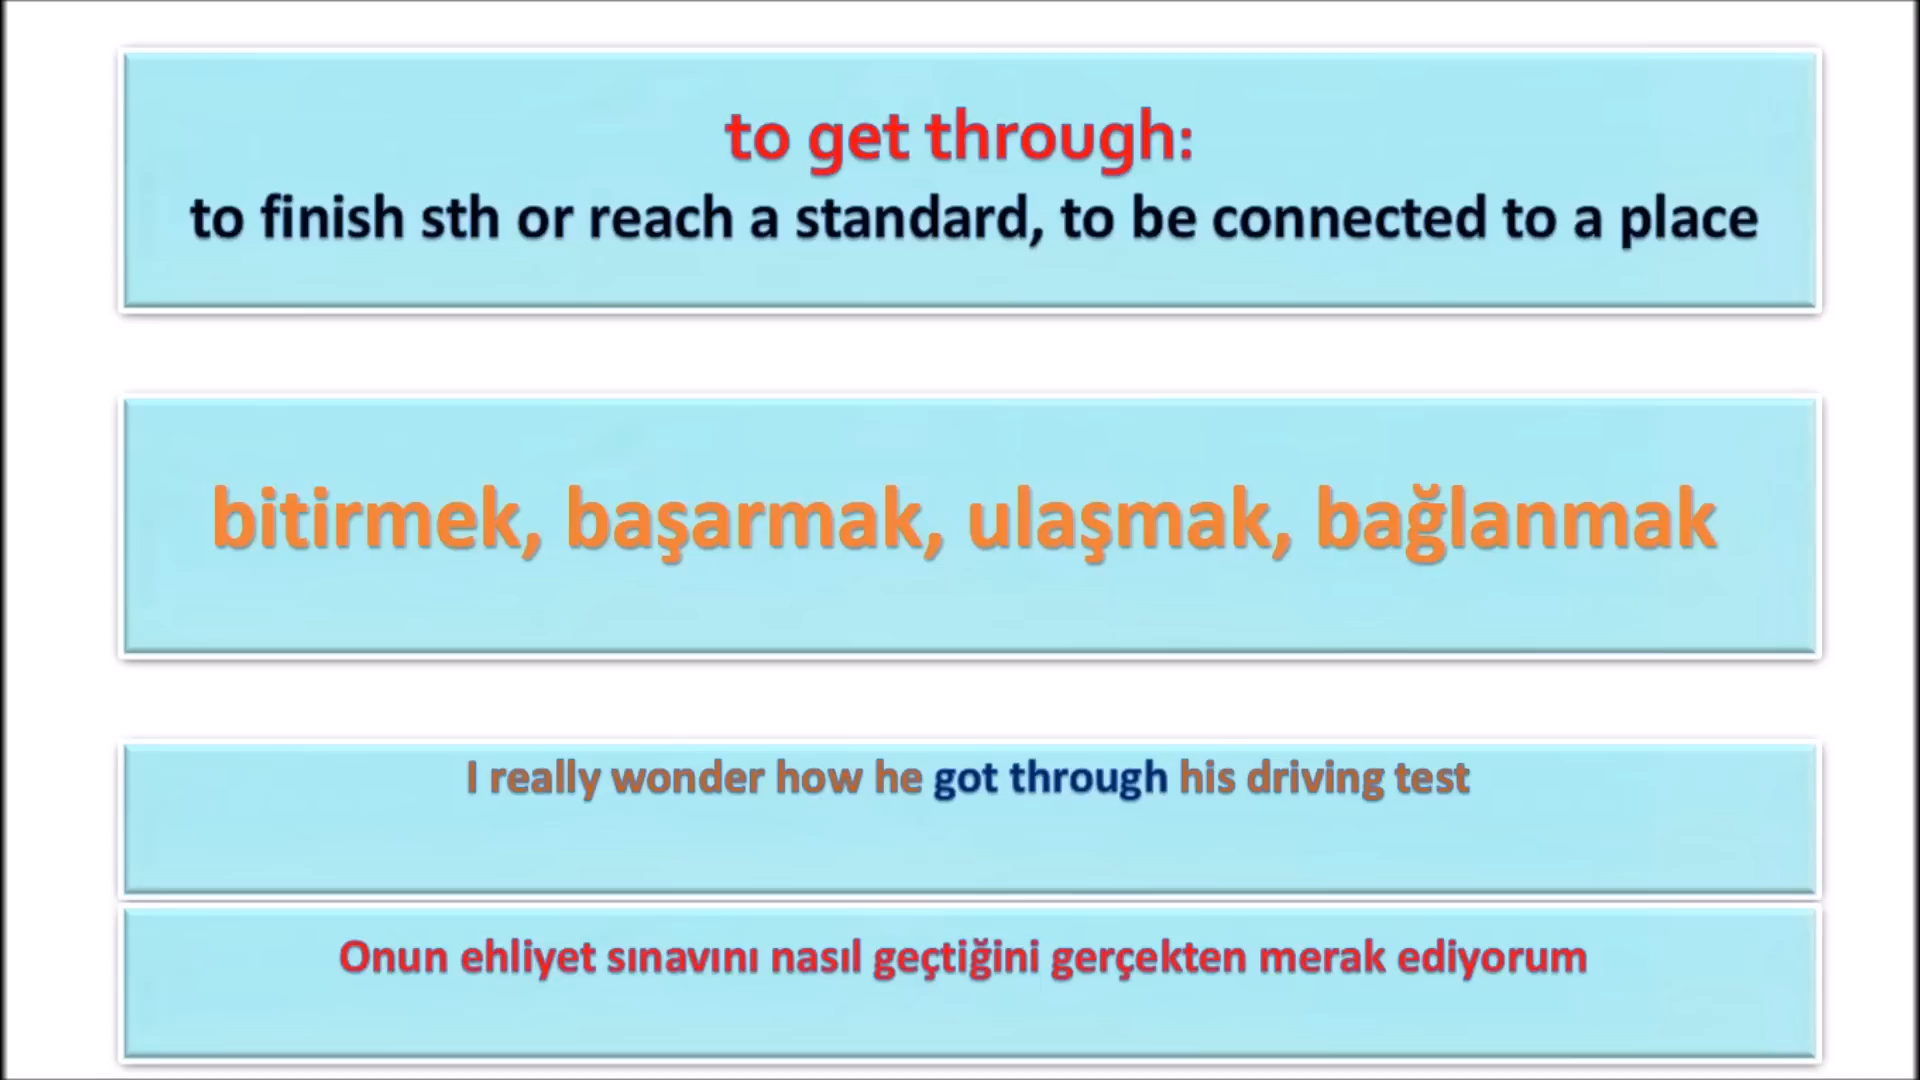 to get through:
to finish sth or reach a standard, to be connected to a place
bitirmek, başarmak, ulaşmak, bağlanmak
I really wonder how he got through his driving test
Onun ehliyet sınavını nasıl geçtiğini gerçekten merak ediyorum